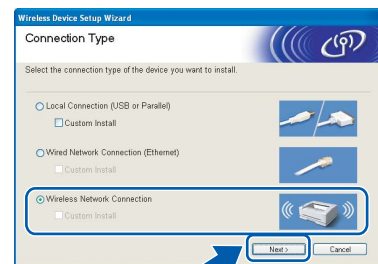 Wireless Device Setup Wizard
Connection Type
Select the connection type of the device you want to install.
Local Connection (USB or Parallel)
Custom Install
Wired Network Connection (Ethernet)
Custom Install
Wireless Network Connection
Custom Install
Next >
Cancel